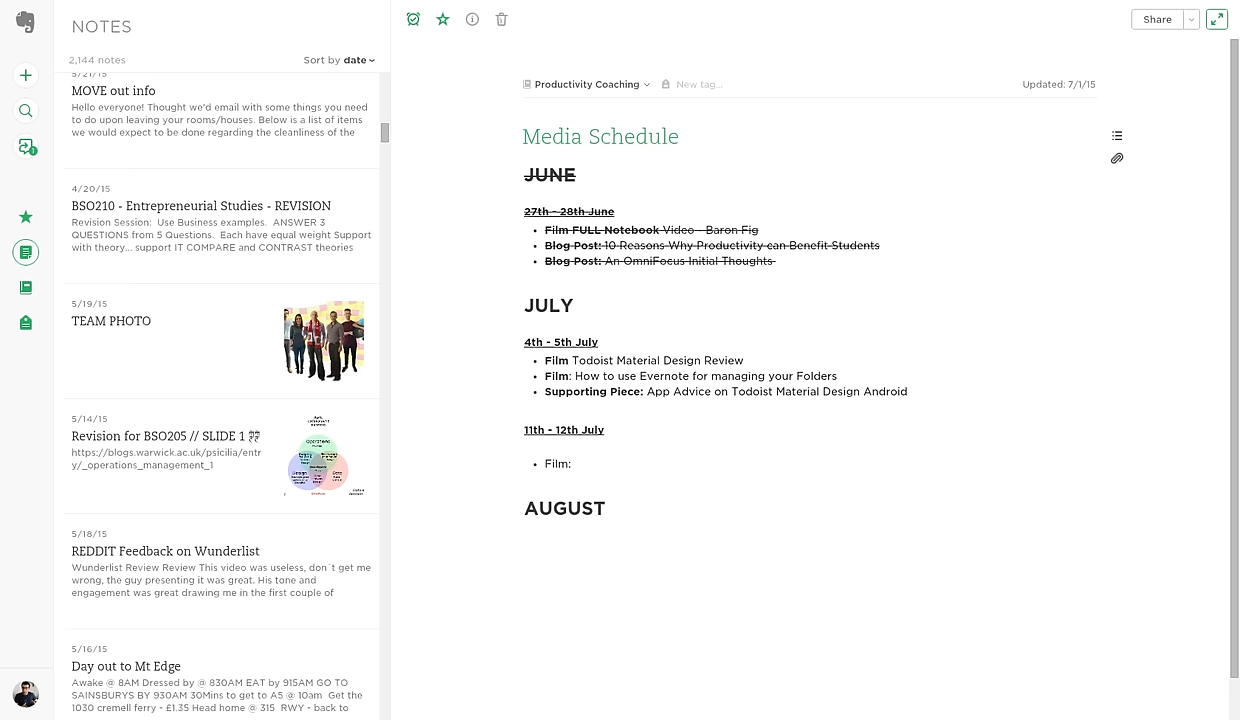 NOTES
2,144 notes
Sort by date
5/21/15
MOVE out info
Hello everyone! Thought we'd email with some things you need
to do upon leaving your rooms/houses. Below is a list of items
we would expect to be done regarding the cleanliness of the
4/20/15
BSO210 - Entrepreneurial Studies - REVISION
Revision Session: Use Business examples. ANSWER 3
QUESTIONS from 5 Questions. Each have equal weight Support
with theory... support IT COMPARE and CONTRAST theories
5/19/15
TEAM PHOTO
5/14/15
Revision for BSO205 // SLIDE 1
https://blogs.warwick.ac.uk/psicilia/entr
y/_operations_management_1
Operations
Design
5/18/15
REDDIT Feedback on Wunderlist
Wunderlist Review Review This video was useless, don`t get me
wrong, the guy presenting it was great. His tone and
engagement was great drawing me in the first couple of
5/16/15
Day out to Mt Edge
Awake @ 8AM Dressed by @ 830AM EAT by 915AM GO TO
SAINSBURYS BY 930AM 30Mins to get to A5 @ 10am Get the
1030 cremell ferry - £1.35 Head home @ 315 RWY - back to
Share
Productivity Coaching
New tag...
Updated: 7/1/15
Media Schedule
JUNE
27th - 28th June
• Film FULL Notebook Video - Baron Fig
• Blog Post: 10 Reasons Why Productivity can Benefit Students
• Blog Post: An OmniFocus Initial Thoughts
JULY
4th - 5th July
• Film Todoist Material Design Review
• Film: How to use Evernote for managing your Folders
• Supporting Piece: App Advice on Todoist Material Design Android
11th - 12th July
• Film:
AUGUST